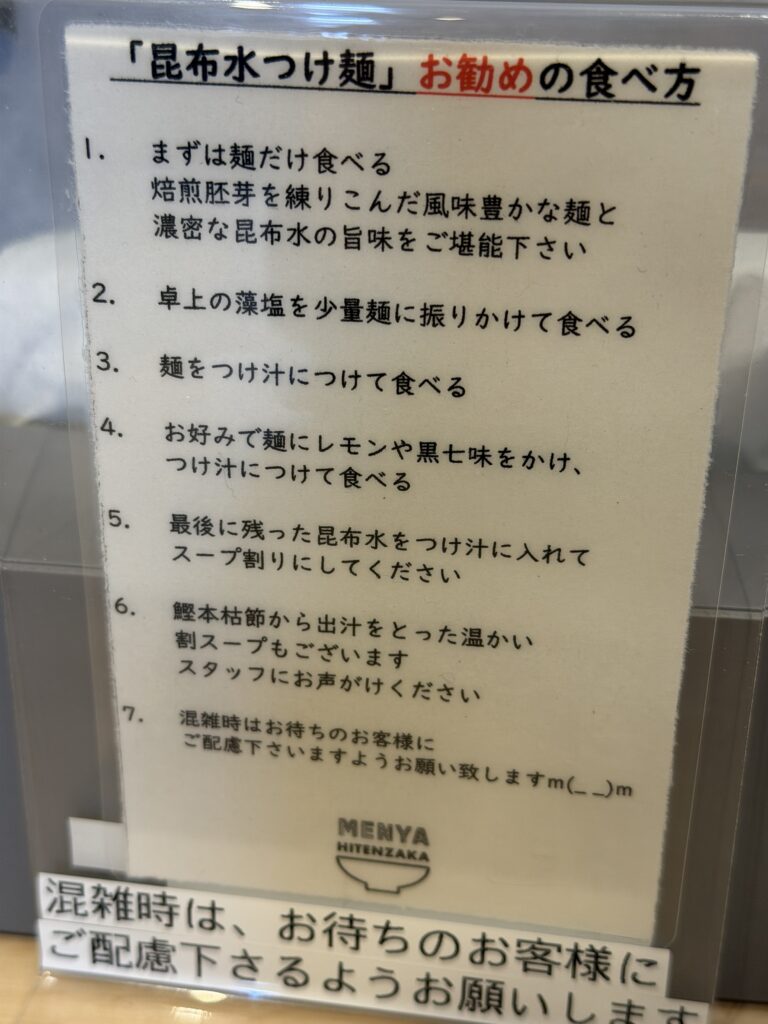 「昆布水つけ麺」お勧めの食べ方
1. まずは麺だけ食べる
焙煎胚芽を練りこんだ風味豊かな麺と
濃密な昆布水の旨味をご堪能下さい
2. 卓上の藻塩を少量麺に振りかけて食べる
3. 麺をつけ汁につけて食べる
4. お好みで麺にレモンや黒七味をかけ、
つけ汁につけて食べる
5. 最後に残った昆布水をつけ汁に入れて
スープ割りにしてください
6. 鰹本枯節から出汁をとった温かい
割スープもございます
スタッフにお声がけください
7. 混雑時はお待ちのお客様に
ご配慮下さいますようお願い致しますm(_ _)m
MENYA
HITENZAKA
混雑時は、お待ちのお客様に
ご配慮下さるようお願いします